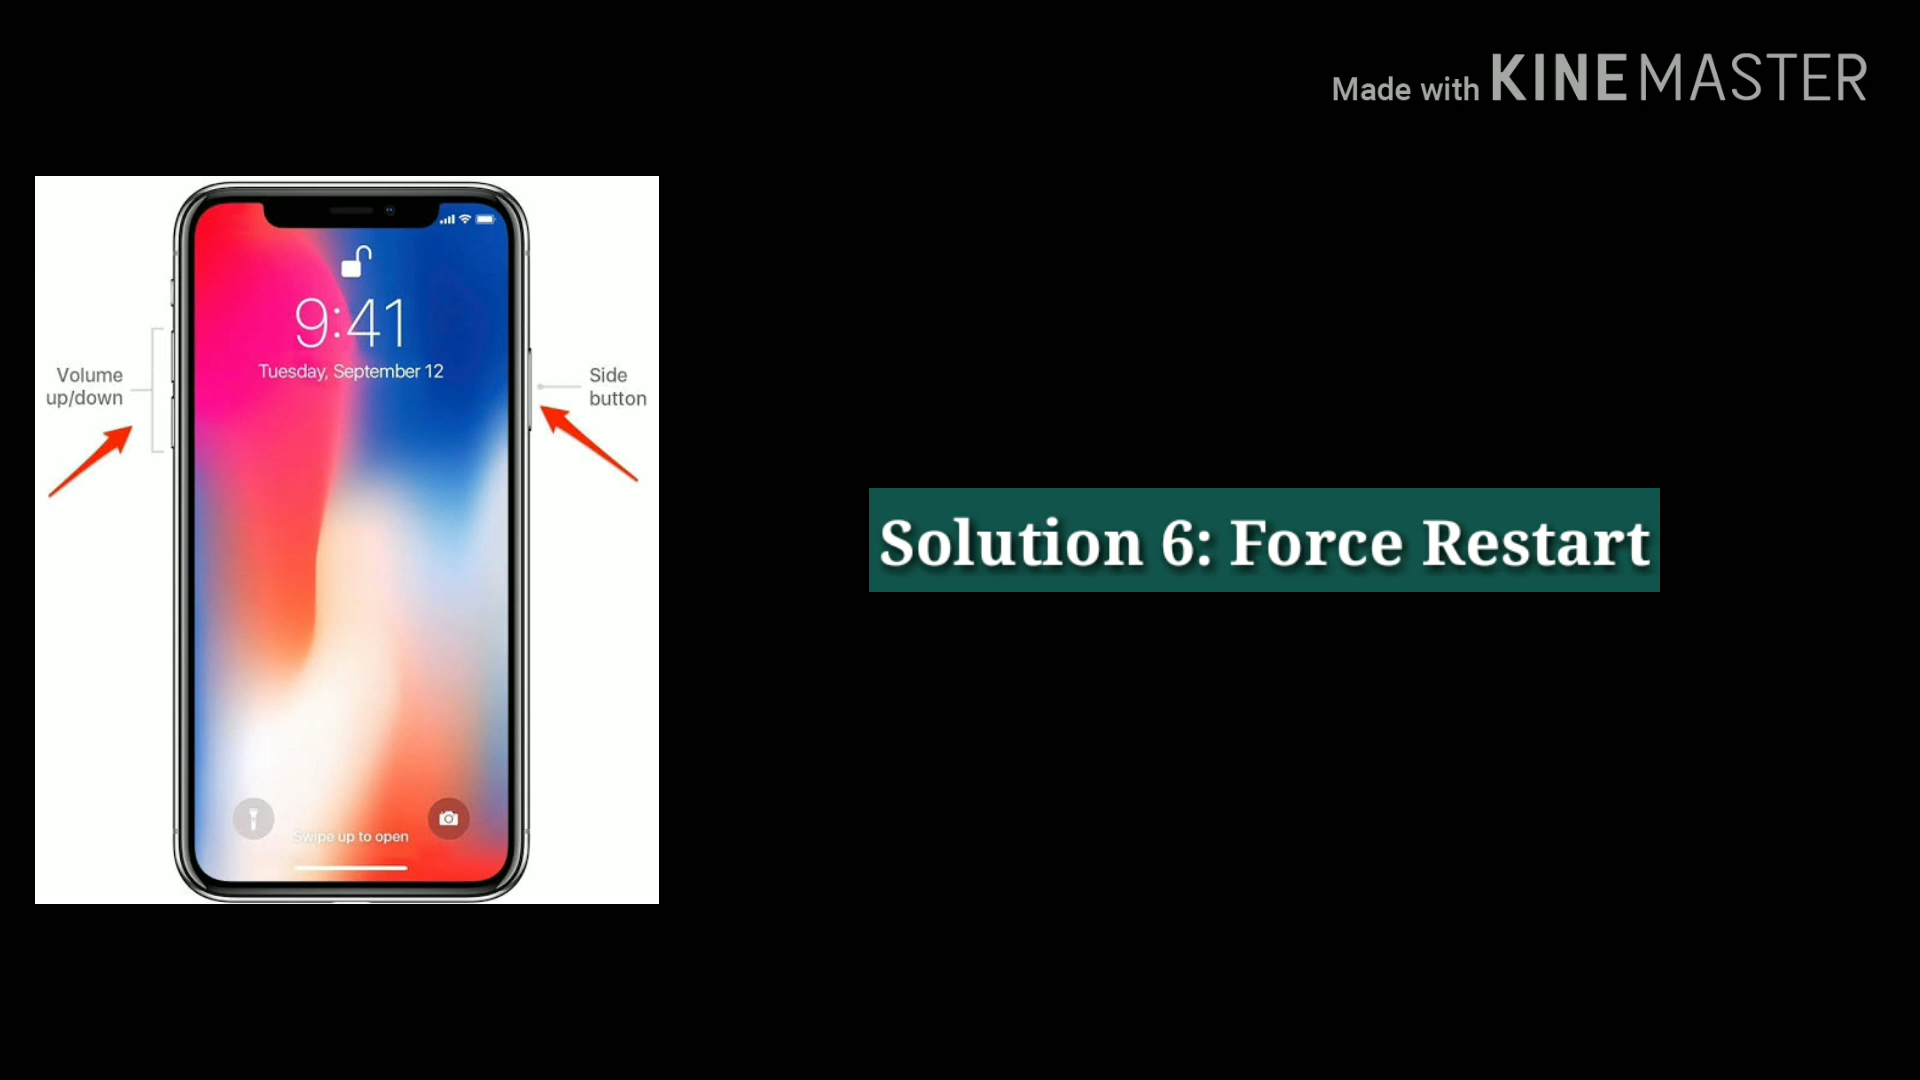 Made with KINEMASTER
9:41
Tuesday, September 12
Volume
up/down
Side
button
Swipe up to open
Solution 6: Force Restart